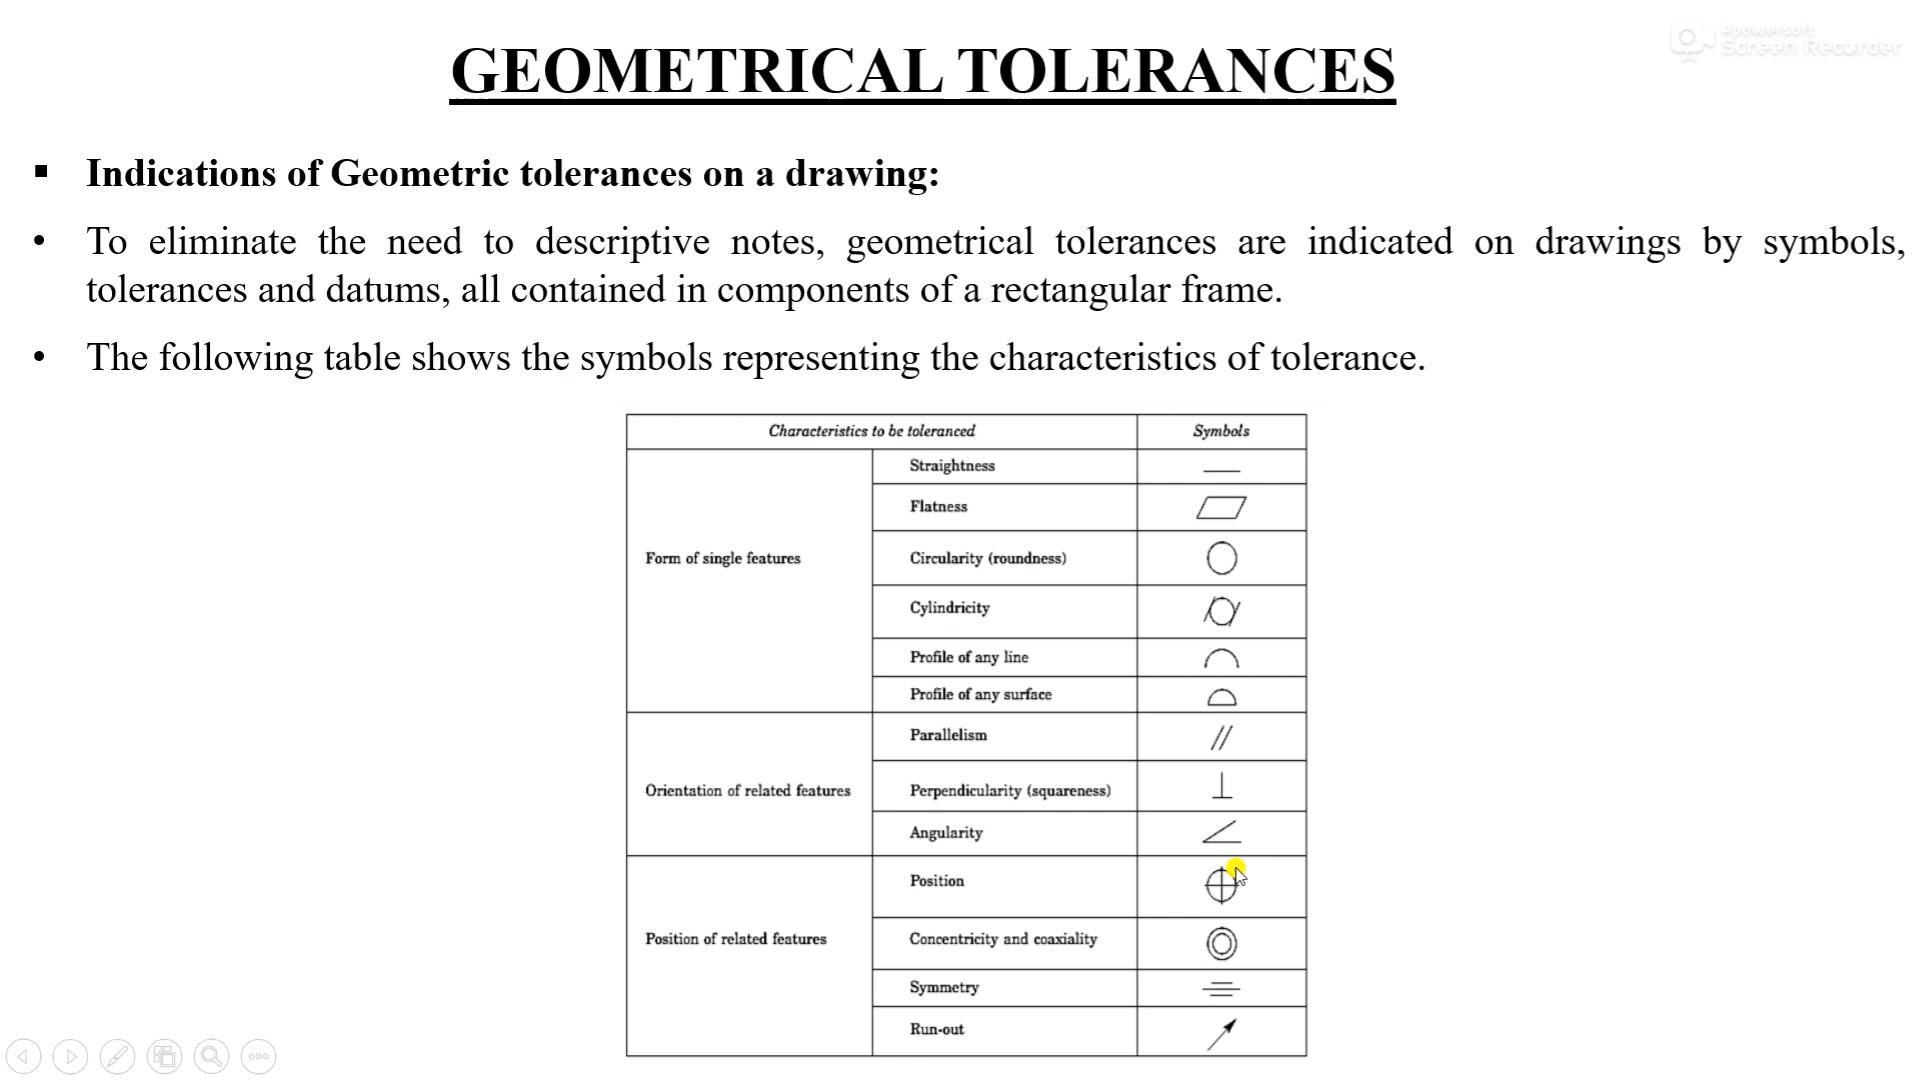 Apowersoft
Screen Recorder
GEOMETRICAL TOLERANCES
▪ Indications of Geometric tolerances on a drawing:
• To eliminate the need to descriptive notes, geometrical tolerances are indicated on drawings by symbols,
tolerances and datums, all contained in components of a rectangular frame.
• The following table shows the symbols representing the characteristics of tolerance.
Characteristics to be toleranced Symbols
Straightness
Flatness
Form of single features Circularity (roundness)
Cylindricity
Profile of any line
Profile of any surface
Parallelism
Orientation of related features Perpendicularity (squareness)
Angularity
Position
Position of related features Concentricity and coaxiality
Symmetry
Run-out